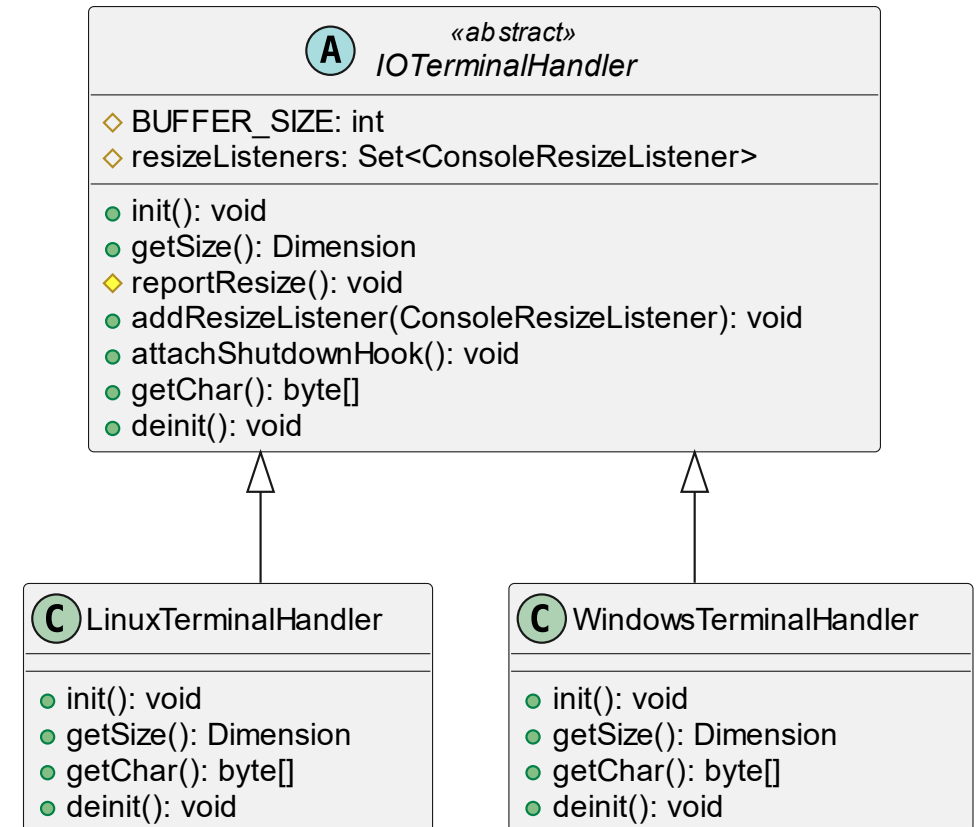 A
«abstract»
IOTerminalHandler
BUFFER_SIZE: int
resizeListeners: Set<ConsoleResizeListener>
init(): void
getSize(): Dimension
reportResize(): void
addResizeListener(ConsoleResizeListener): void
attachShutdownHook(): void
getChar(): byte[]
deinit(): void
C LinuxTerminalHandler
init(): void
getSize(): Dimension
getChar(): byte[]
deinit(): void
C WindowsTerminalHandler
init(): void
getSize(): Dimension
getChar(): byte[]
deinit(): void